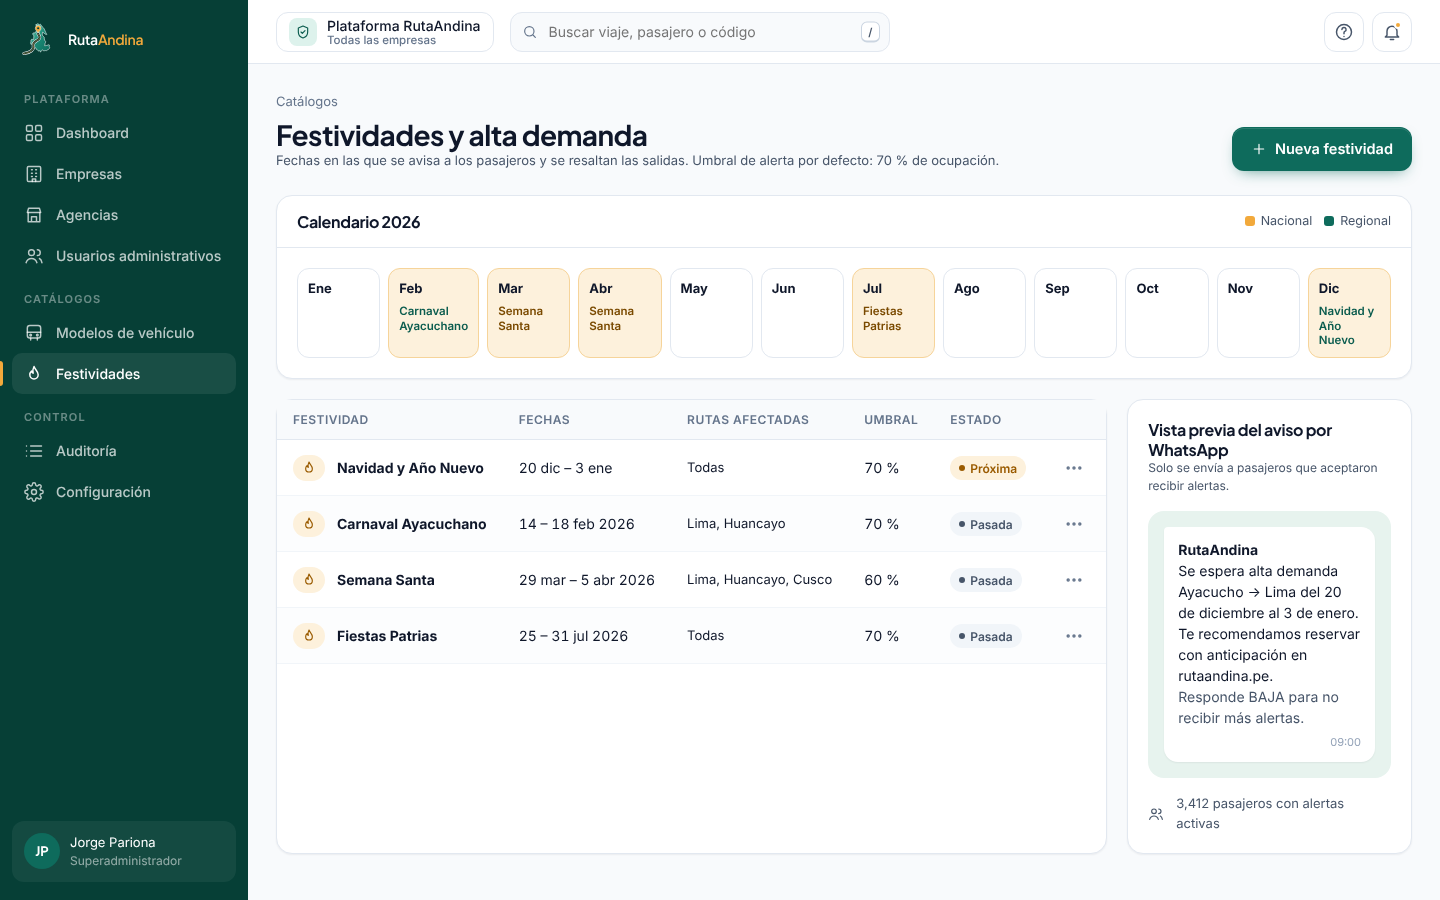 RutaAndina
PLATAFORMA
Dashboard
Empresas
Agencias
Usuarios administrativos
CATÁLOGOS
Modelos de vehículo
Festividades
CONTROL
Auditoría
Configuración
JP
Jorge Pariona
Superadministrador
Plataforma RutaAndina
Todas las empresas
Buscar viaje, pasajero o código
/
Catálogos
Festividades y alta demanda
Fechas en las que se avisa a los pasajeros y se resaltan las salidas. Umbral de alerta por defecto: 70 % de ocupación.
+ Nueva festividad
Calendario 2026
Nacional
Regional
Ene
Feb
Carnaval
Ayacuchano
Mar
Semana
Santa
Abr
Semana
Santa
May
Jun
Jul
Fiestas
Patrias
Ago
Sep
Oct
Nov
Dic
Navidad y
Año
Nuevo
FESTIVIDAD FECHAS RUTAS AFECTADAS UMBRAL ESTADO
Navidad y Año Nuevo 20 dic – 3 ene Todas 70 % Próxima
Carnaval Ayacuchano 14 – 18 feb 2026 Lima, Huancayo 70 % Pasada
Semana Santa 29 mar – 5 abr 2026 Lima, Huancayo, Cusco 60 % Pasada
Fiestas Patrias 25 – 31 jul 2026 Todas 70 % Pasada
Vista previa del aviso por
WhatsApp
Solo se envía a pasajeros que aceptaron
recibir alertas.
RutaAndina
Se espera alta demanda
Ayacucho → Lima del 20
de diciembre al 3 de enero.
Te recomendamos reservar
con anticipación en
rutaandina.pe.
Responde BAJA para no
recibir más alertas.
09:00
3,412 pasajeros con alertas
activas